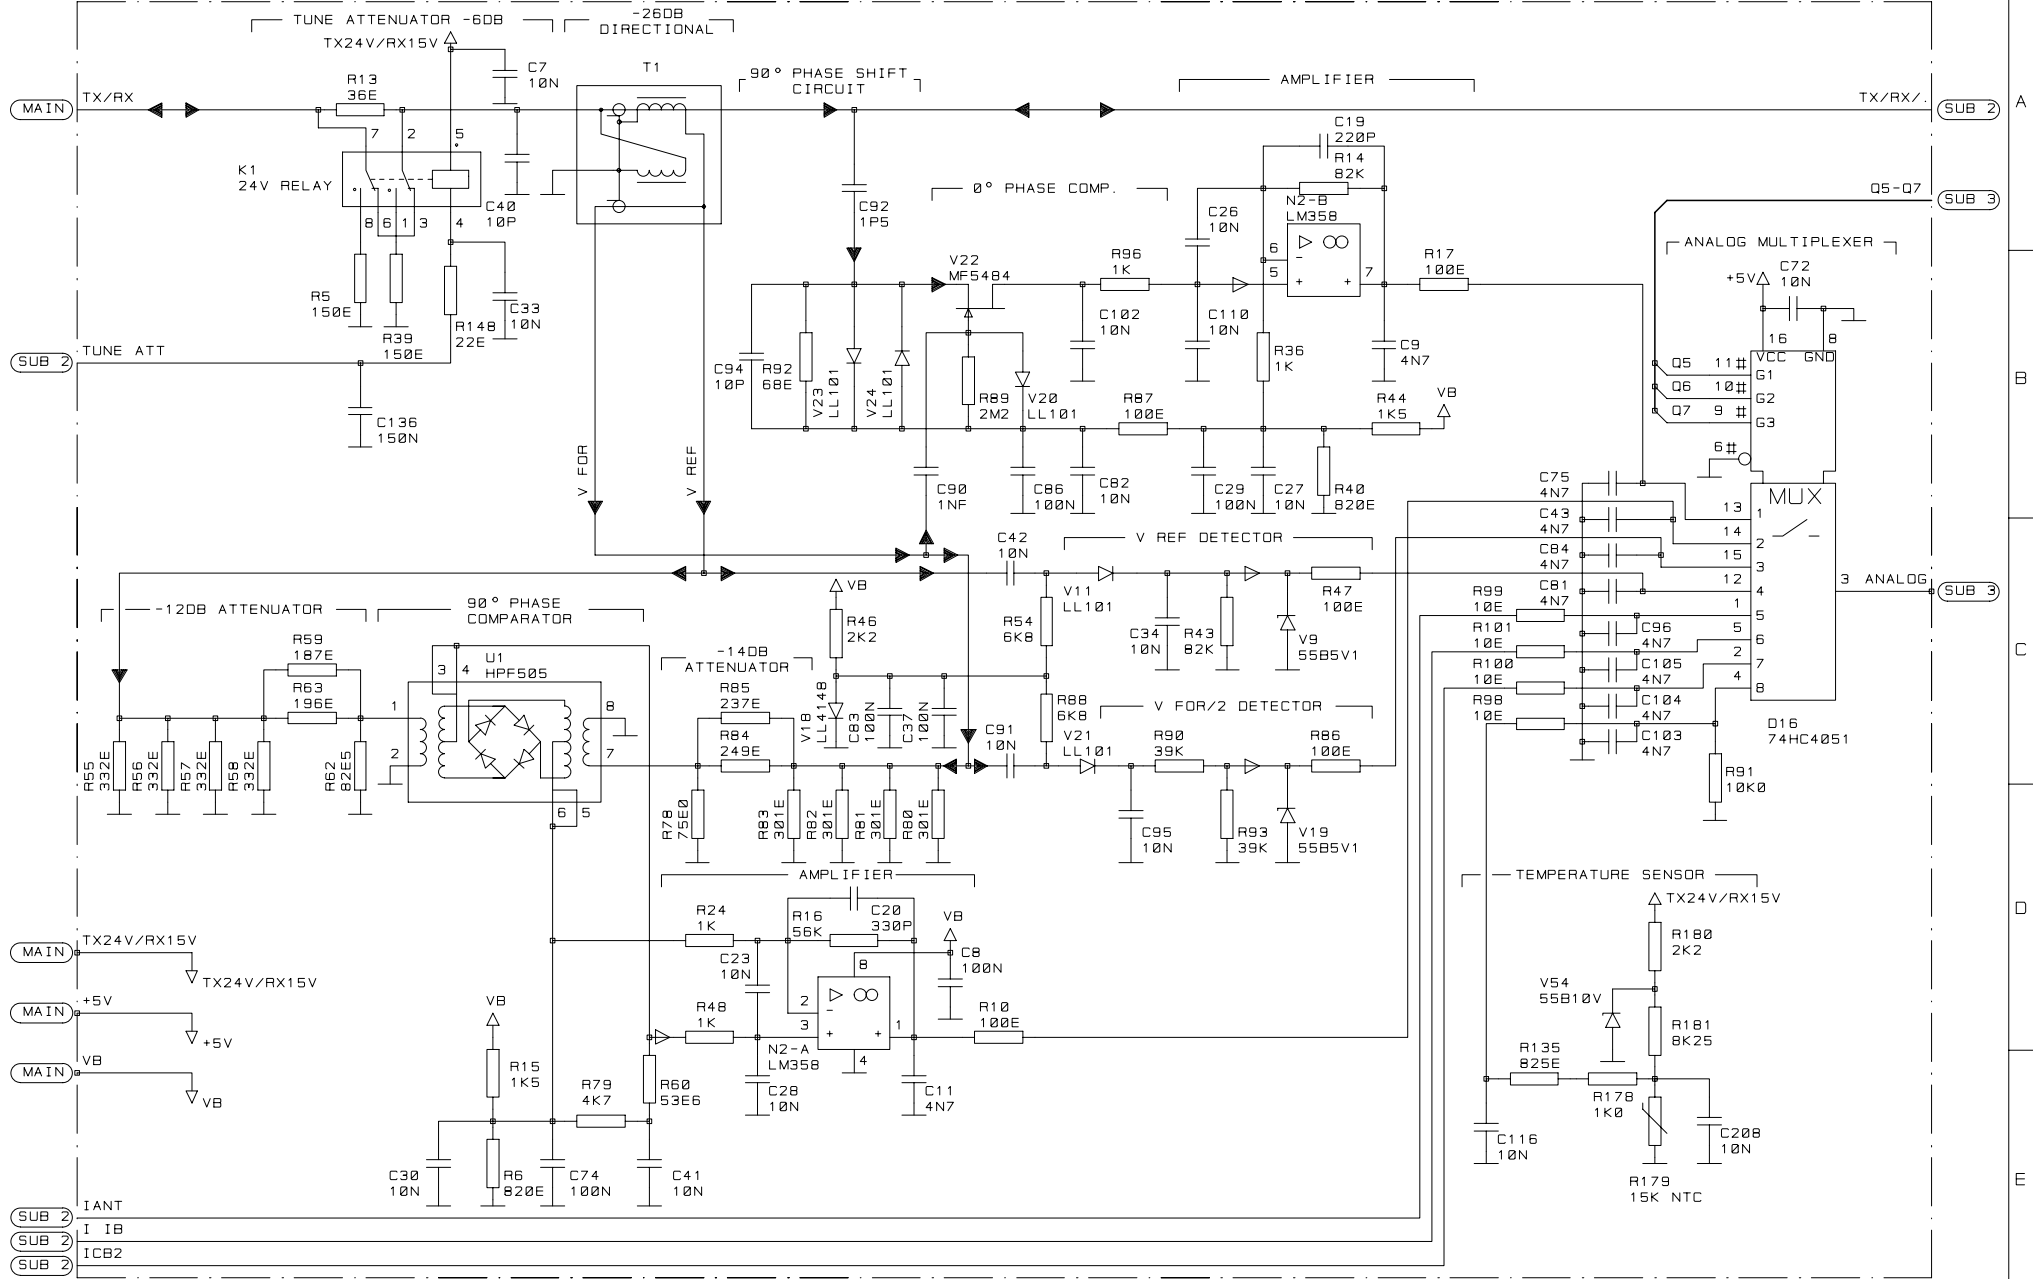 TUNE ATTENUATOR -6DB
-26DB
DIRECTIONAL
TX24V/RX15V
C7
10N
T1
90° PHASE SHIFT
CIRCUIT
AMPLIFIER
MAIN
TX/RX
R13
36E
TX/RX/.
SUB 2
A
7
2
5
C19
220P
R14
82K
K1
24V RELAY
0° PHASE COMP.
Q5-Q7
SUB 3
C40
10P
C92
1P5
C26
10N
N2-B
LM358
8
6
1
3
4
ANALOG MULTIPLEXER
V22
MF5484
R96
1K
6
5
7
R17
100E
+5V
C72
10N
R5
150E
R39
150E
R148
22E
C33
10N
C102
10N
C110
10N
16
8
SUB 2
TUNE ATT
C94
10P
R92
68E
V23
LL101
V24
LL101
R36
1K
C9
4N7
VCC
GND
Q5
11#
G1
Q6
10#
G2
Q7
9 #
G3
B
R89
2M2
V20
LL101
R87
100E
R44
1K5
VB
C136
150N
6#
V FOR
V REF
C90
1NF
C86
100N
C82
10N
C29
100N
C27
10N
R40
820E
C75
4N7
MUX
13
1
C43
4N7
14
2
C42
10N
V REF DETECTOR
C84
4N7
15
3
C81
4N7
12
4
3 ANALOG
SUB 3
-12DB ATTENUATOR
90° PHASE
COMPARATOR
VB
R46
2K2
V11
LL101
R47
100E
R99
10E
1
5
R54
6K8
C34
10N
R43
82K
V9
55B5V1
R101
10E
C96
4N7
5
6
R59
187E
3
4
U1
HPF505
-14DB
ATTENUATOR
R100
10E
C105
4N7
2
7
C
R63
196E
1
2
8
7
R85
237E
R84
249E
V18
LL4148
C83
100N
C37
100N
R88
6K8
V FOR/2 DETECTOR
R98
10E
C104
4N7
4
8
C91
10N
V21
LL101
R90
39K
R86
100E
C103
4N7
D16
74HC4051
R55
332E
R56
332E
R57
332E
R58
332E
R62
82E5
R91
10K0
6
5
R78
75E0
R83
301E
R82
301E
R81
301E
R80
301E
C95
10N
R93
39K
V19
55B5V1
AMPLIFIER
TEMPERATURE SENSOR
R24
1K
R16
56K
C20
330P
VB
TX24V/RX15V
D
MAIN
TX24V/RX15V
TX24V/RX15V
C23
10N
8
C8
100N
R180
2K2
MAIN
+5V
+5V
VB
R48
1K
2
3
1
4
R10
100E
V54
55B10V
R181
8K25
MAIN
VB
VB
R15
1K5
R79
4K7
R60
53E6
N2-A
LM358
C28
10N
C11
4N7
R135
825E
R178
1K0
C116
10N
C208
10N
C30
10N
R6
820E
C74
100N
C41
10N
R179
15K NTC
E
SUB 2
IANT
SUB 2
I IB
SUB 2
ICB2